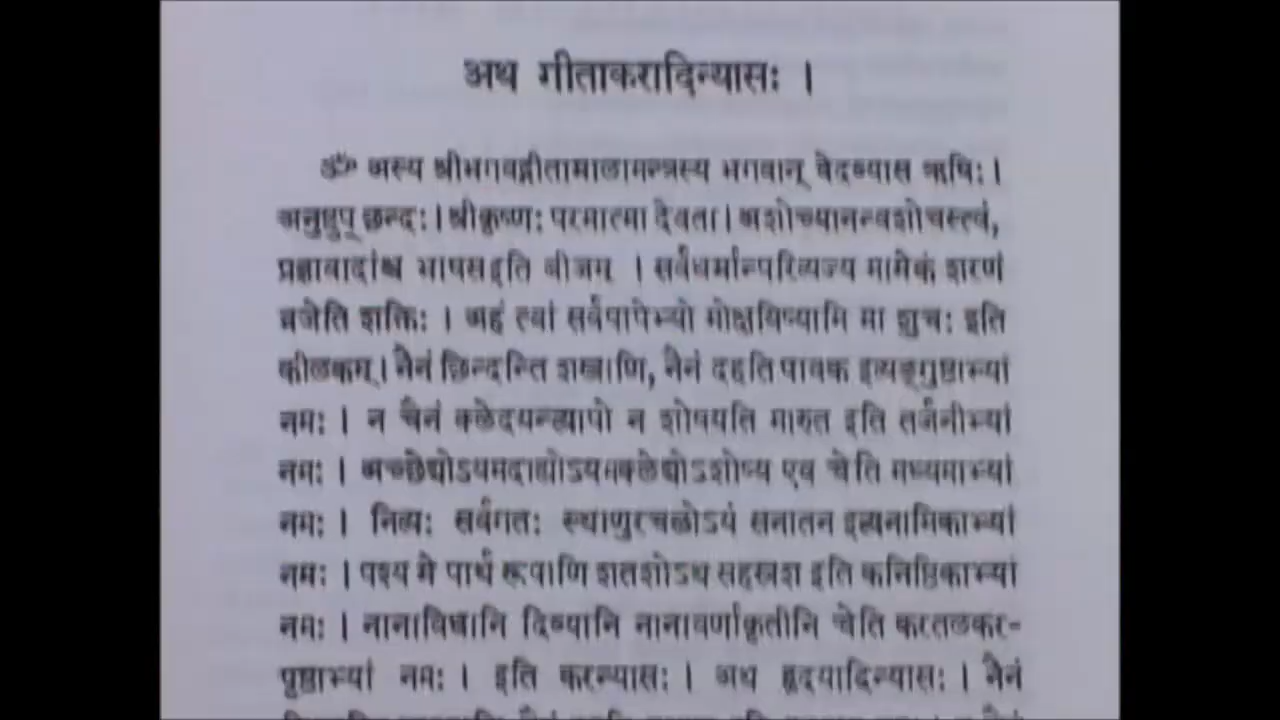 अथ गीताकरादिन्यासः ।
ॐ अस्य श्रीभगवद्गीतामालामन्त्रस्य भगवान् वेदव्यास ऋषिः ।
अनुष्टुप् छन्दः । श्रीकृष्णः परमात्मा देवता । अशोच्यानन्वशोचस्त्वं,
प्रज्ञावादांश्च भाषसइति बीजम् । सर्वधर्मान्परित्यज्य मामेकं शरणं
व्रजेति शक्तिः । अहं त्वां सर्वपापेभ्यो मोक्षयिष्यामि मा शुचः इति
कीलकम् । नैनं छिन्दन्ति शस्त्राणि, नैनं दहति पावक इत्यङ्गुष्ठाभ्यां
नमः । न चैनं क्लेदयन्त्यापो न शोषयति मारुत इति तर्जनीभ्यां
नमः । अच्छेद्योऽयमदाह्योऽयमक्लेद्योऽशोष्य एव चेति मध्यमाभ्यां
नमः । नित्यः सर्वगतः स्थाणुरचलोऽयं सनातन इत्यनामिकाभ्यां
नमः । पश्य मे पार्थ रूपाणि शतशोऽथ सहस्रश इति कनिष्ठिकाभ्यां
नमः । नानाविधानि दिव्यानि नानावर्णाकृतीनि चेति करतलकर-
पृष्ठाभ्यां नमः । इति करन्यासः । अथ हृदयादिन्यासः । नैनं